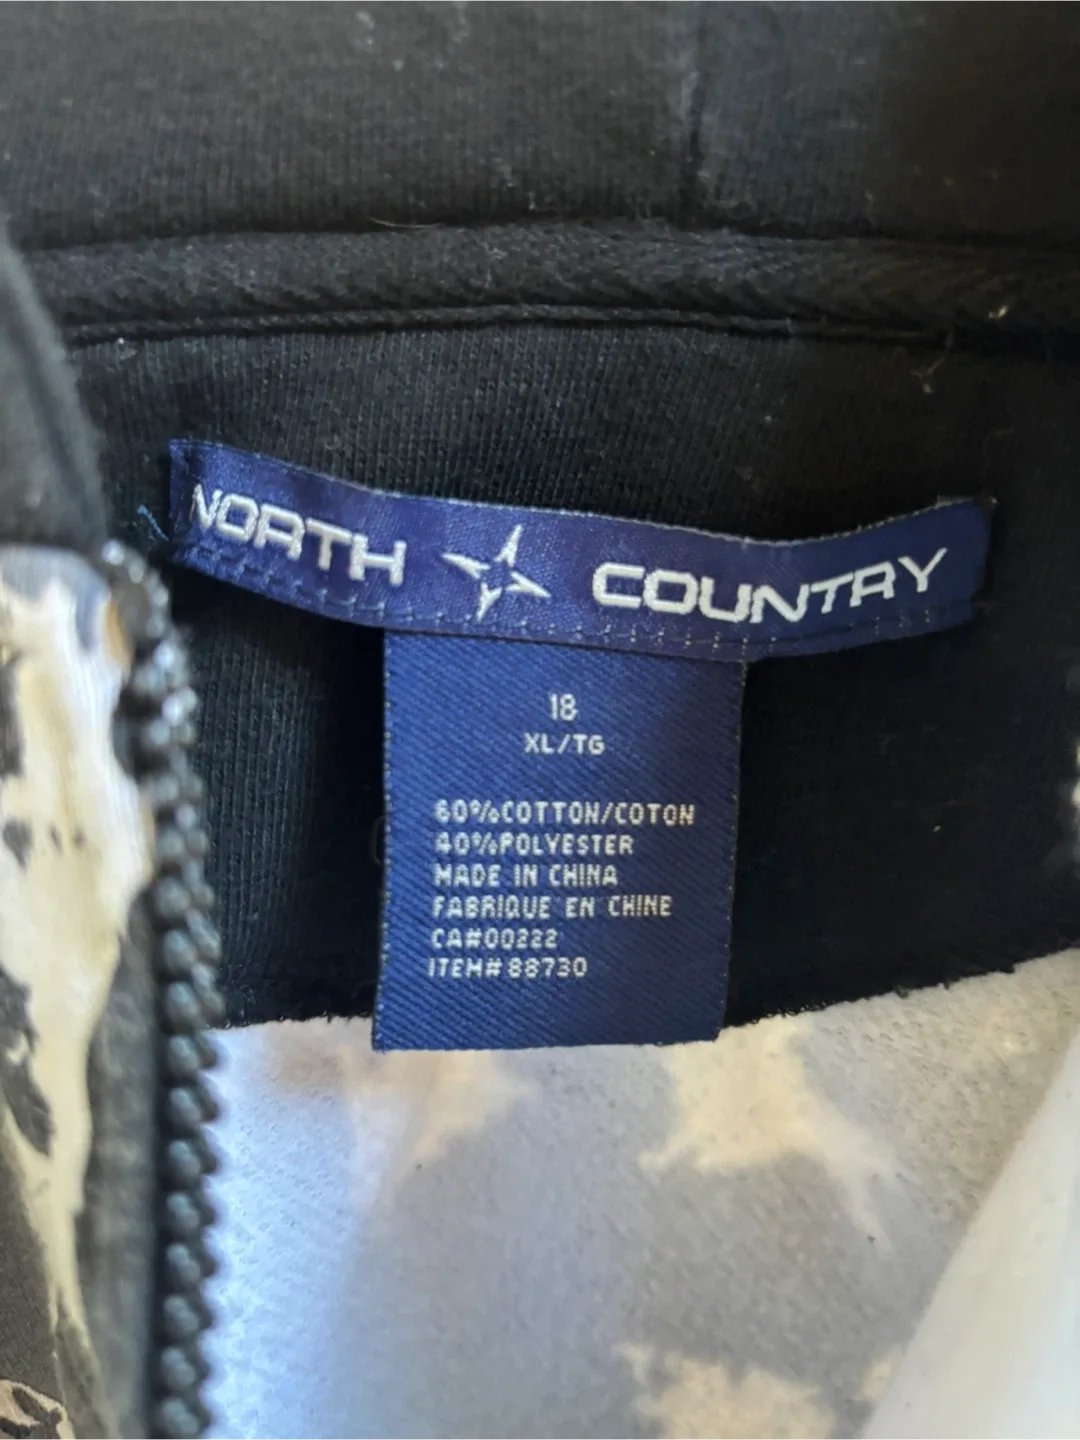 NORTH COUNTRY
18
XL/TG
60%COTTON/COTON
40%POLYESTER
MADE IN CHINA
FABRIQUE EN CHINE
CA#00222
ITEM#88730